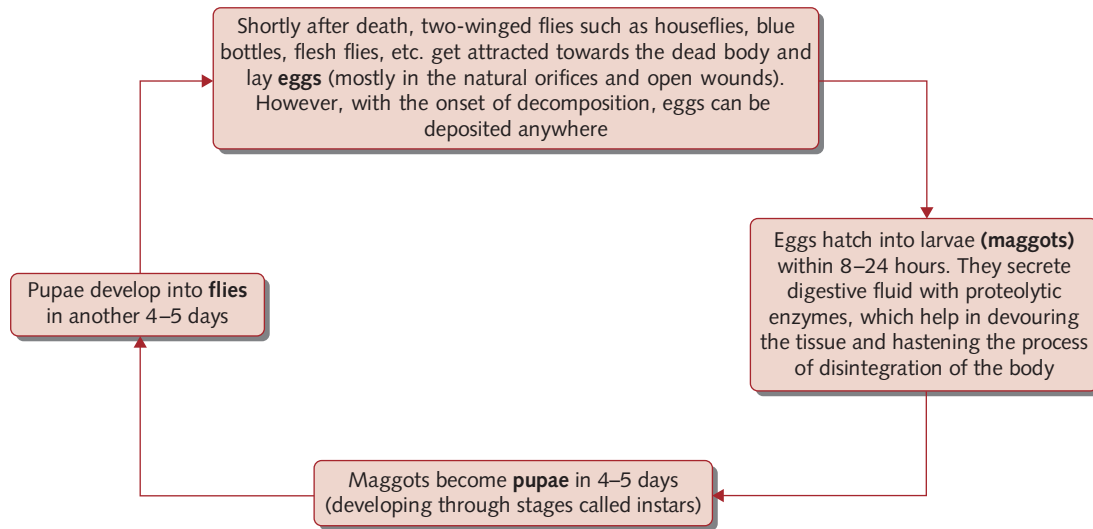 Shortly after death, two-winged flies such as houseflies, blue
bottles, flesh flies, etc. get attracted towards the dead body and
lay eggs (mostly in the natural orifices and open wounds).
However, with the onset of decomposition, eggs can be
deposited anywhere
Eggs hatch into larvae (maggots)
within 8–24 hours. They secrete
digestive fluid with proteolytic
enzymes, which help in devouring
the tissue and hastening the process
of disintegration of the body
Maggots become pupae in 4–5 days
(developing through stages called instars)
Pupae develop into flies
in another 4–5 days